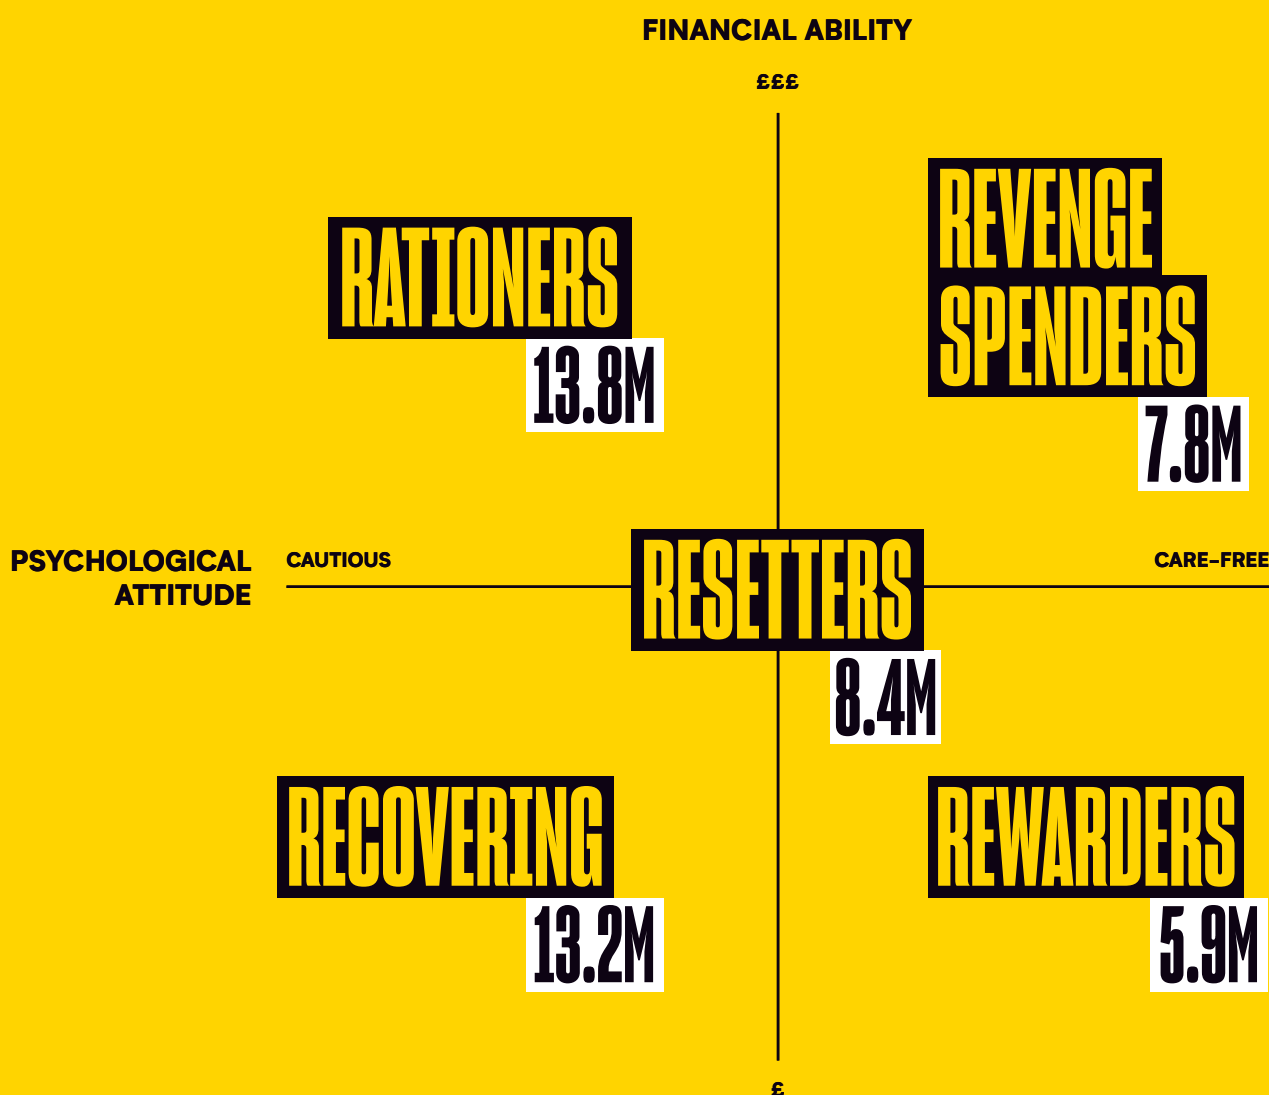 FINANCIAL ABILITY
£££
RATIONERS
13.8M
REVENGE
SPENDERS
7.8M
PSYCHOLOGICAL
ATTITUDE
CAUTIOUS
CARE-FREE
RESETTERS
8.4M
RECOVERING
13.2M
REWARDERS
5.9M
£